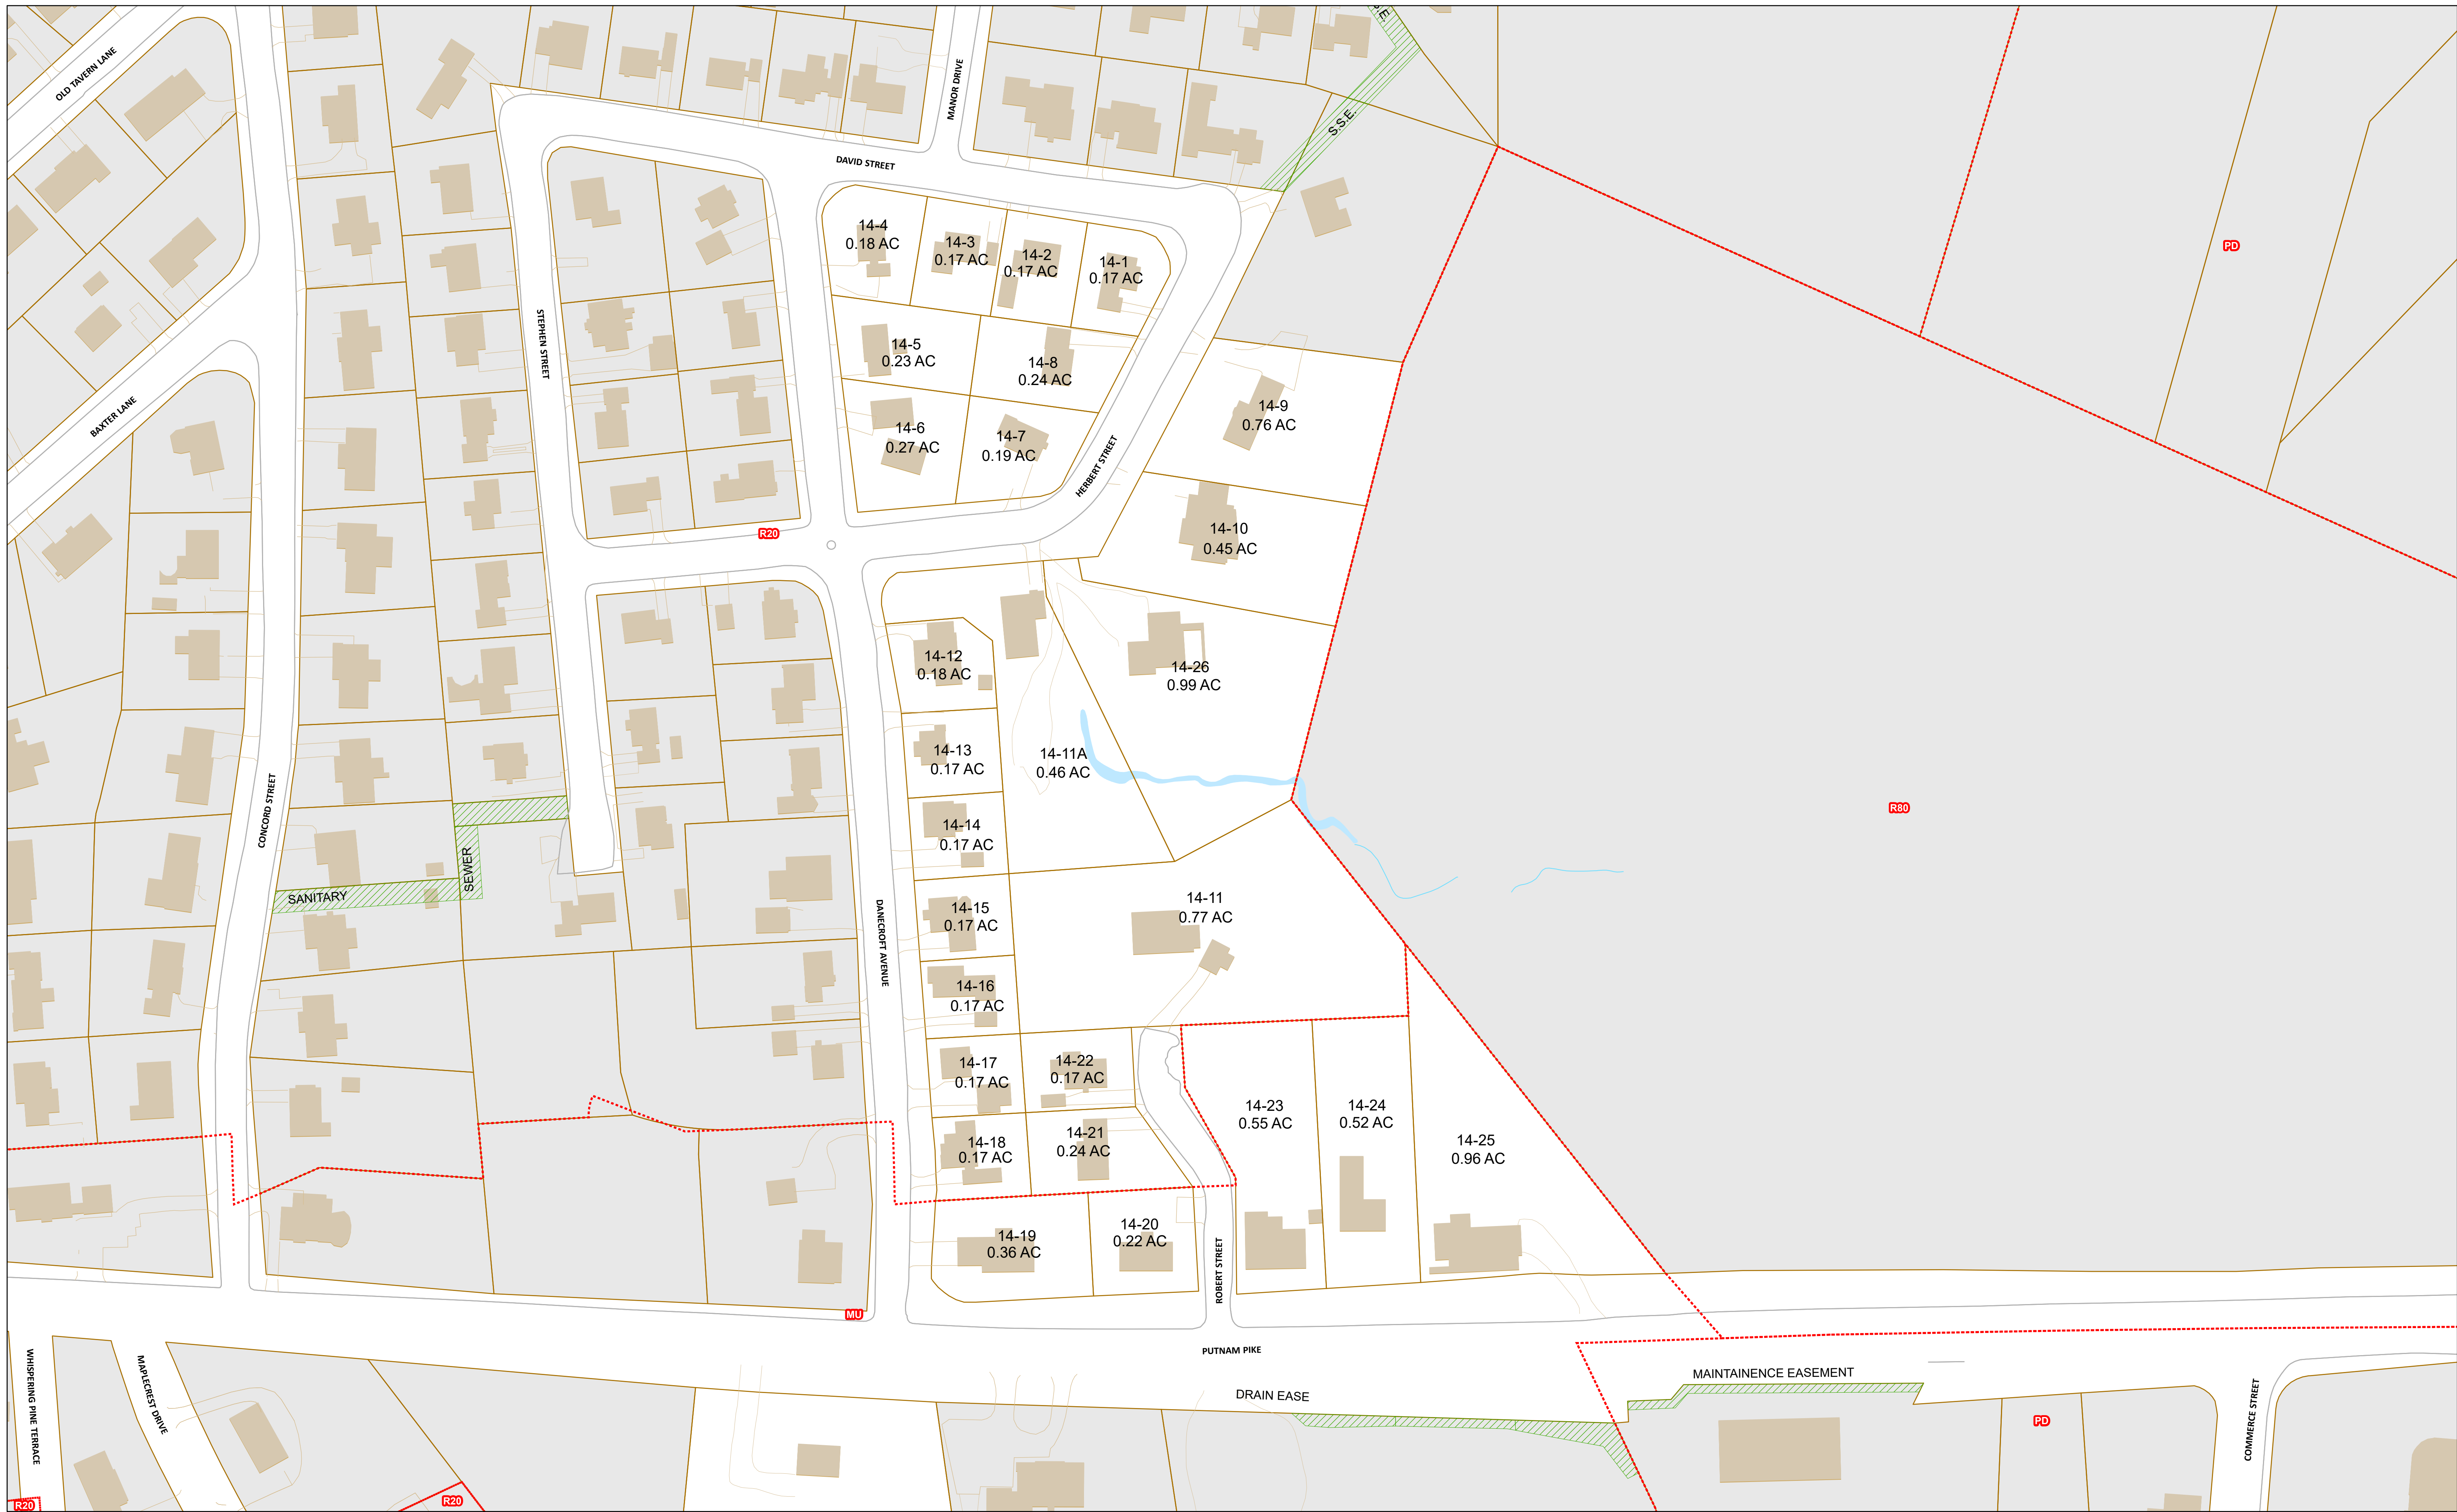 S.E.
OLD TAVERN LANE
MANOR DRIVE
S.S.E.
DAVID STREET
14-4
0.18 AC
14-3
0.17 AC
14-2
0.17 AC
14-1
0.17 AC
PD
STEPHEN STREET
14-5
0.23 AC
14-8
0.24 AC
BAXTER LANE
14-9
0.76 AC
14-6
0.27 AC
14-7
0.19 AC
HERBERT STREET
R20
14-10
0.45 AC
14-12
0.18 AC
14-26
0.99 AC
14-13
0.17 AC
14-11A
0.46 AC
CONCORD STREET
R80
14-14
0.17 AC
SEWER
SANITARY
14-15
0.17 AC
14-11
0.77 AC
DANECROFT AVENUE
14-16
0.17 AC
14-17
0.17 AC
14-22
0.17 AC
14-23
0.55 AC
14-24
0.52 AC
14-18
0.17 AC
14-21
0.24 AC
14-25
0.96 AC
14-19
0.36 AC
14-20
0.22 AC
ROBERT STREET
MU
PUTNAM PIKE
WHISPERING PINE TERRACE
MAPLECREST DRIVE
DRAIN EASE
MAINTAINENCE EASEMENT
PD
COMMERCE STREET
R20
R20